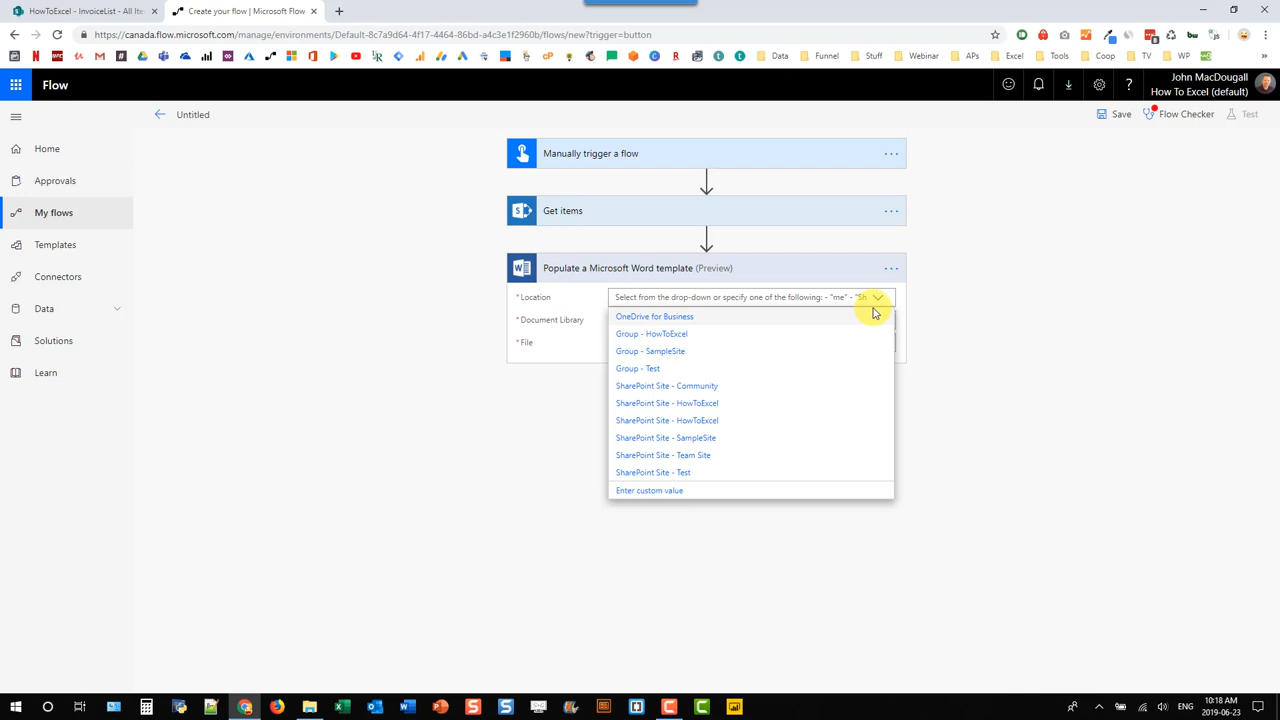 HowToExcel - InvoiceList - All Ite
Create your flow | Microsoft Flow
https://canada.flow.microsoft.com/manage/environments/Default-8c7a9d64-4f17-4464-86bd-a4c3e1f2960b/flows/new?trigger=button
Data
Funnel
Stuff
Webinar
APs
Excel
Tools
Coop
TV
WP
Flow
John MacDougall
How To Excel (default)
Untitled
Save
Flow Checker
Test
Home
Approvals
My flows
Templates
Connectors
Data
Solutions
Learn
Manually trigger a flow
Get items
Populate a Microsoft Word template (Preview)
* Location
Select from the drop-down or specify one of the following: - "me" - "Sh
* Document Library
* File
OneDrive for Business
Group - HowToExcel
Group - SampleSite
Group - Test
SharePoint Site - Community
SharePoint Site - HowToExcel
SharePoint Site - HowToExcel
SharePoint Site - SampleSite
SharePoint Site - Team Site
SharePoint Site - Test
Enter custom value
ENG
10:18 AM
2019-06-23